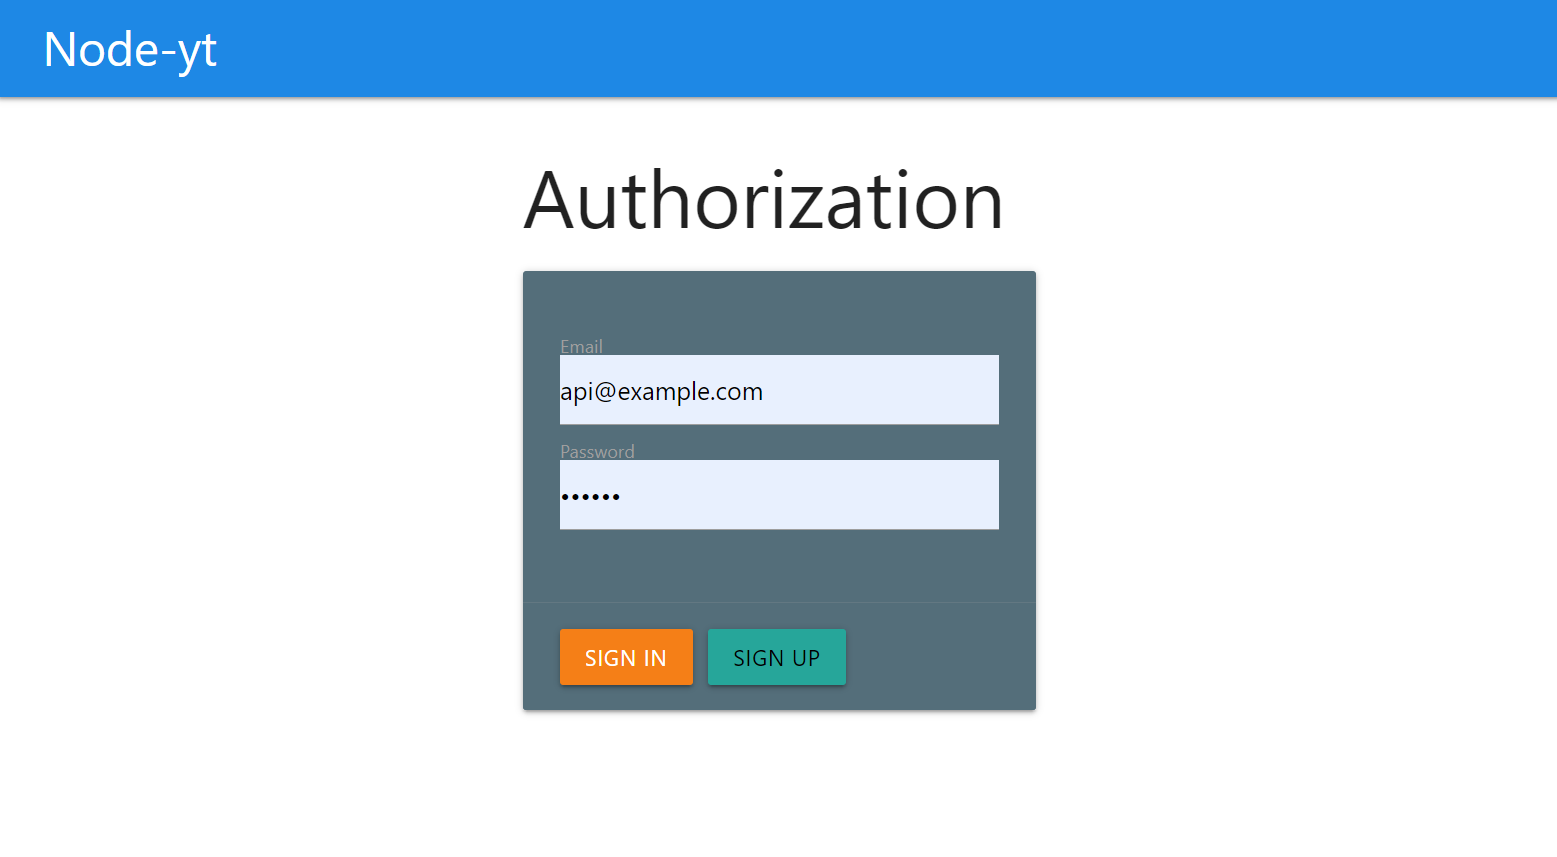 Node-yt
Authorization
Email
api@example.com
Password
••••••
SIGN IN SIGN UP